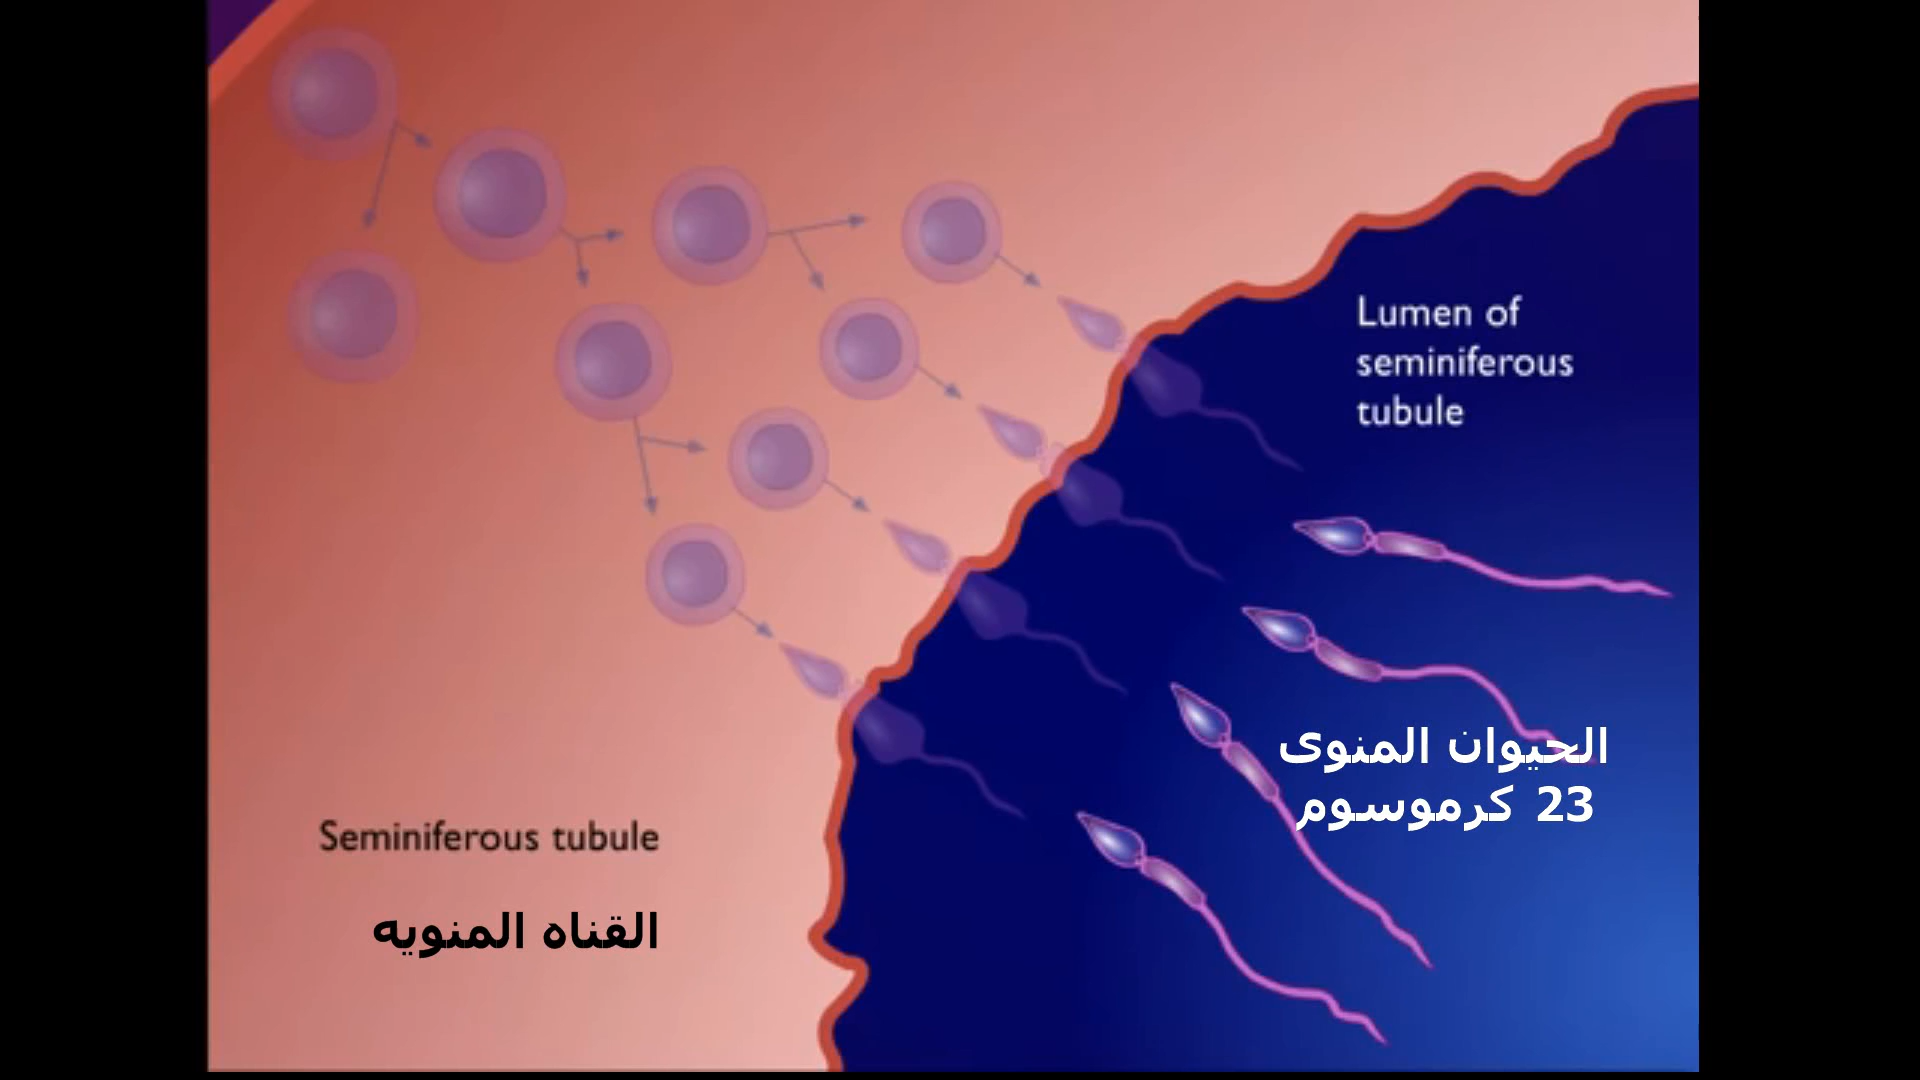 Lumen of
seminiferous
tubule
الحيوان المنوى
23 كرموسوم
Seminiferous tubule
القناه المنويه